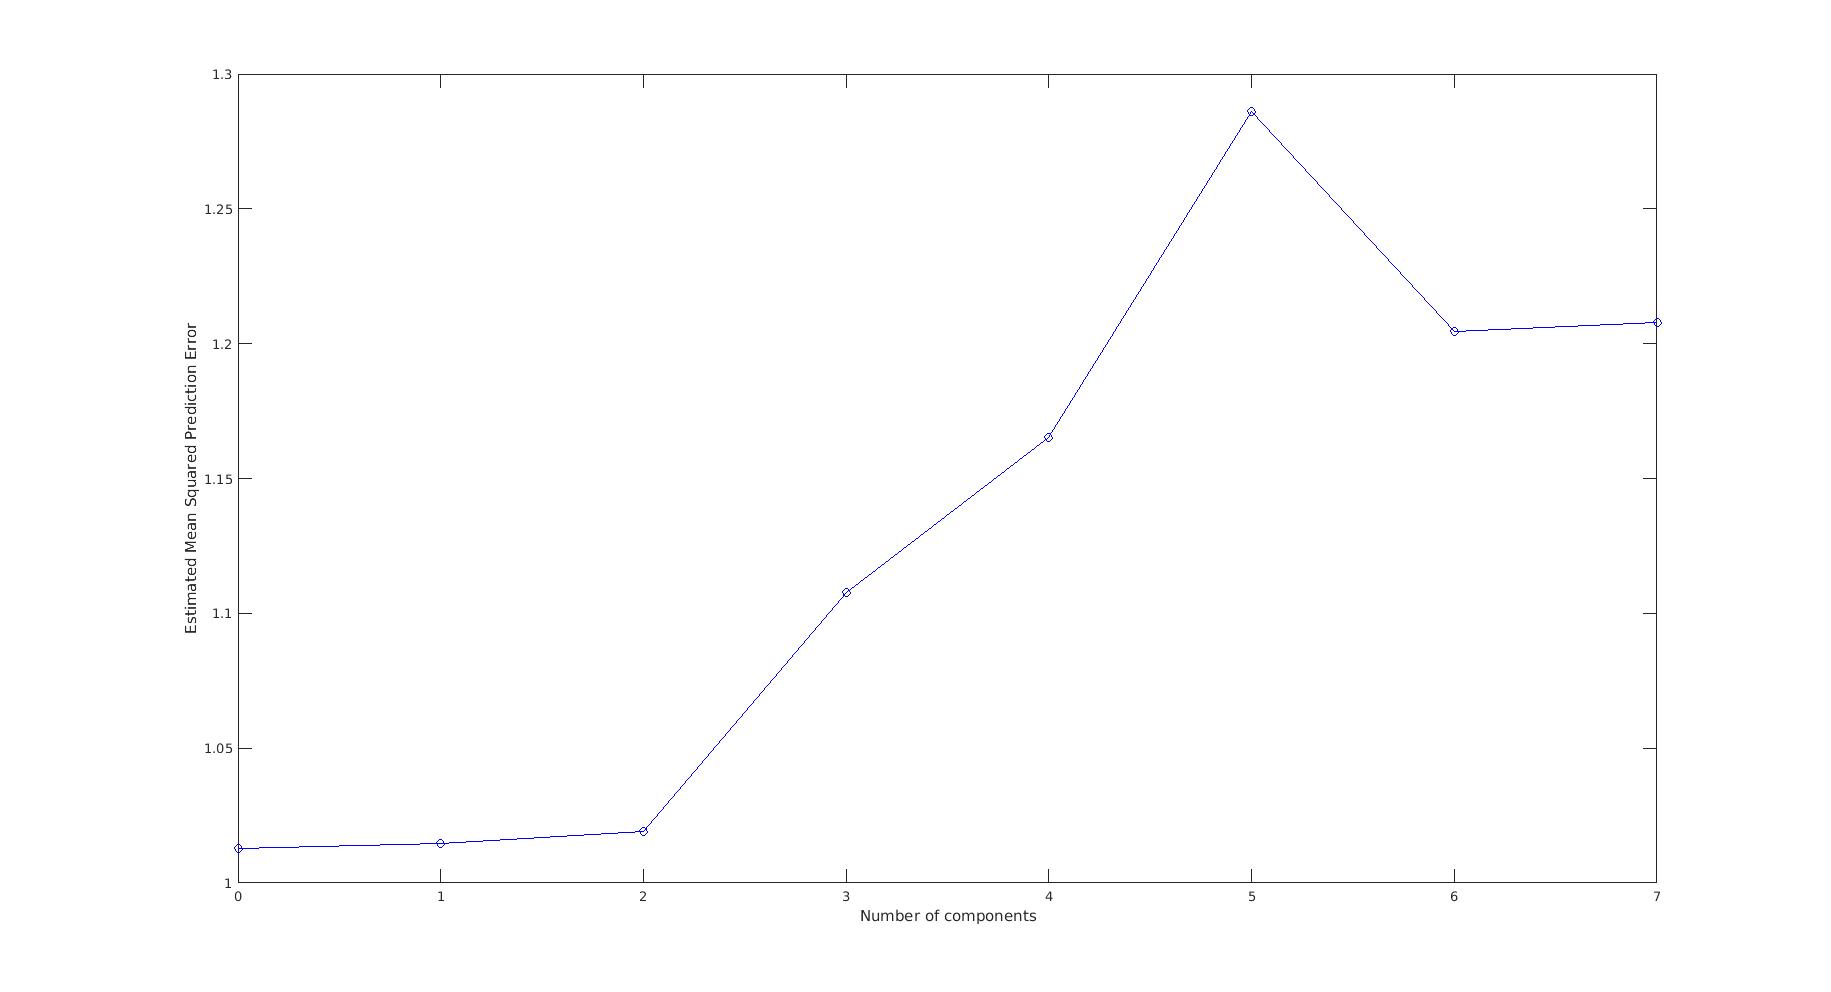 1.3
1.25
1.2
1.15
1.1
1.05
1
Estimated Mean Squared Prediction Error
0 1 2 3 4 5 6 7
Number of components